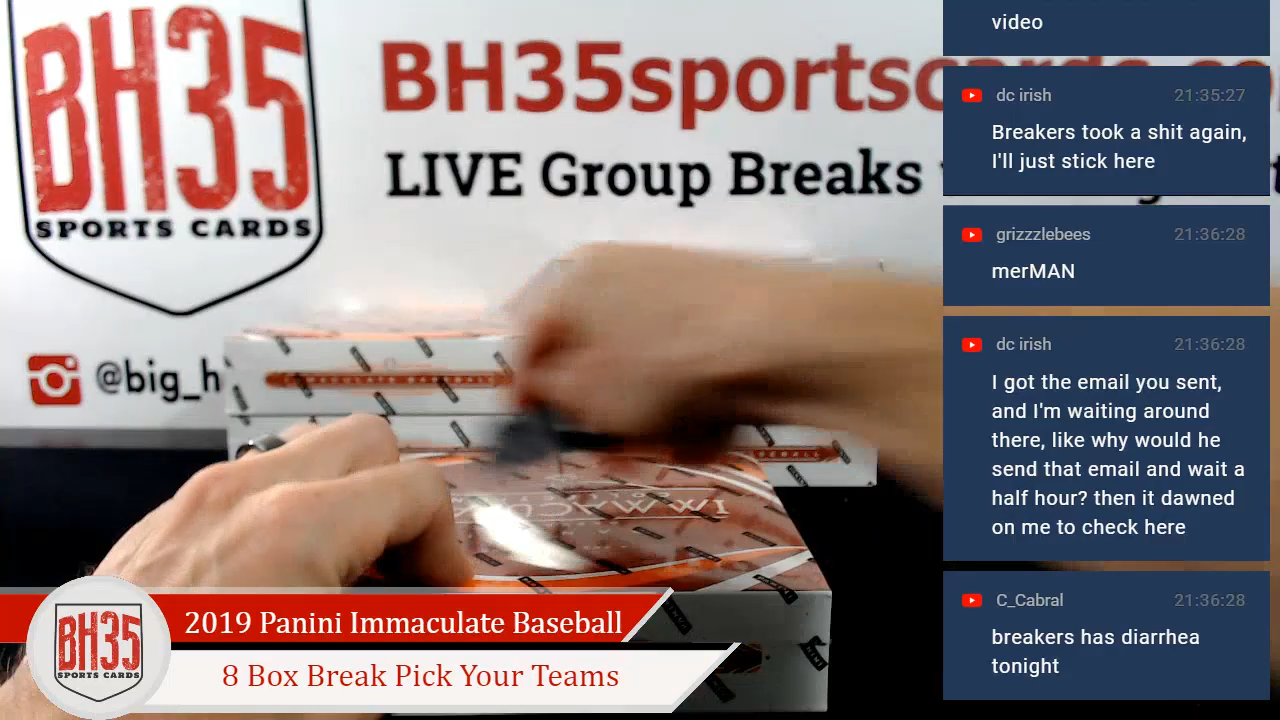 BH35
SPORTS CARDS
BH35sportscards.co
LIVE Group Breaks
@big_h
IMMACULATE BASEBALL
2019 Panini Immaculate Baseball
8 Box Break Pick Your Teams
BH35
SPORTS CARDS
video
dc irish 21:35:27
Breakers took a shit again,
I'll just stick here
grizzzlebees 21:36:28
merMAN
dc irish 21:36:28
I got the email you sent,
and I'm waiting around
there, like why would he
send that email and wait a
half hour? then it dawned
on me to check here
C_Cabral 21:36:28
breakers has diarrhea
tonight